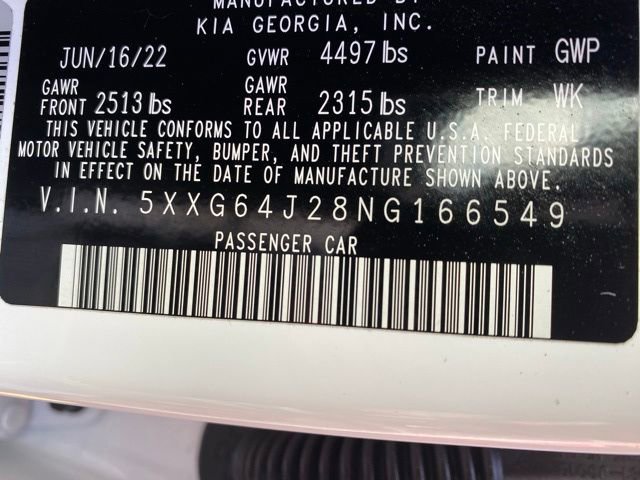 MANUFACTURED BY
KIA GEORGIA, INC.
JUN/16/22 GVWR 4497 lbs PAINT GWP
GAWR FRONT 2513 lbs GAWR REAR 2315 lbs TRIM WK
THIS VEHICLE CONFORMS TO ALL APPLICABLE U.S.A. FEDERAL
MOTOR VEHICLE SAFETY, BUMPER, AND THEFT PREVENTION STANDARDS
IN EFFECT ON THE DATE OF MANUFACTURE SHOWN ABOVE.
V.I.N. 5XXG64J28NG166549
PASSENGER CAR